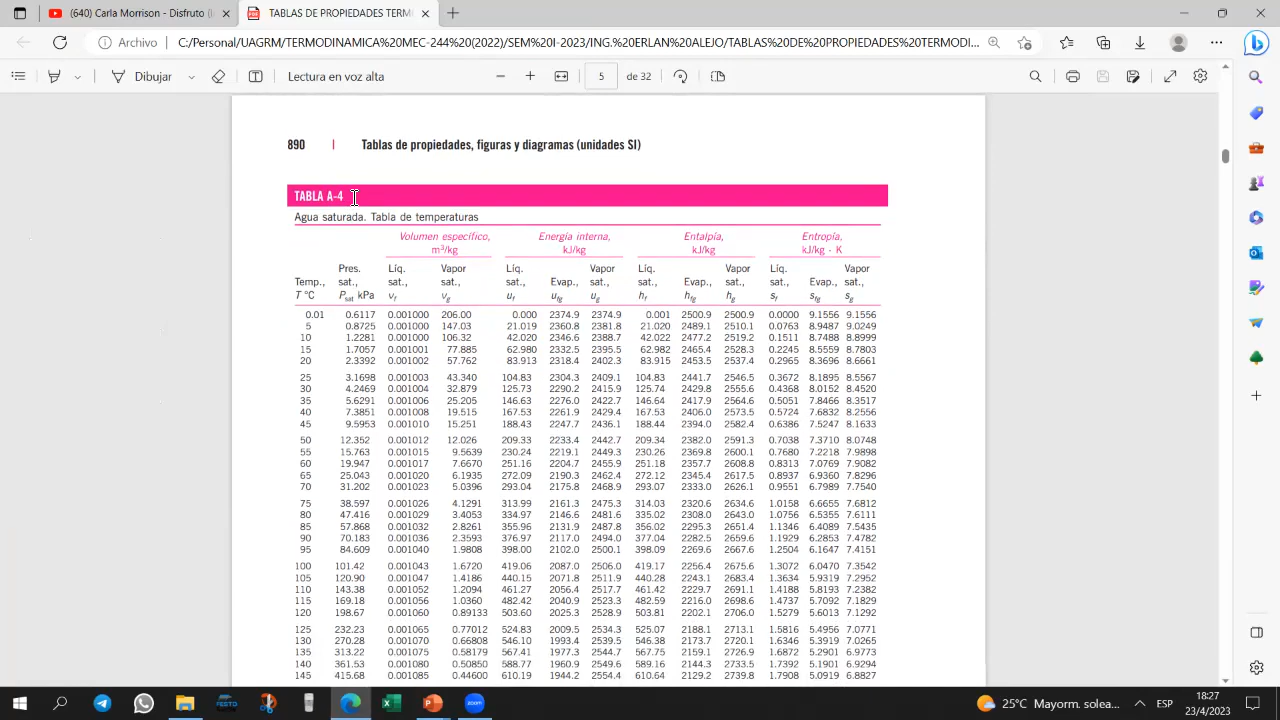 (640) Carla Morrison - Disfruto (
TABLAS DE PROPIEDADES TERM
Archivo | C:/Personal/UAGRM/TERMODINAMICA%20MEC-244%20(2022)/SEM%20I-2023/ING.%20ERLAN%20ALEJO/TABLAS%20DE%20PROPIEDADES%20TERMODI...
Dibujar
Lectura en voz alta
5 de 32
890 | Tablas de propiedades, figuras y diagramas (unidades SI)
TABLA A-4
Agua saturada. Tabla de temperaturas
Volumen específico, Energía interna, Entalpía, Entropía,
m³/kg kJ/kg kJ/kg kJ/kg · K
Pres. Líq. Vapor Líq. Vapor Líq. Vapor Líq. Vapor
Temp., sat., sat., sat., sat., Evap., sat., sat., Evap., sat., sat., Evap., sat.,
T °C Psat kPa vf vg uf ufg ug hf hfg hg sf sfg sg
0.01 0.6117 0.001000 206.00 0.000 2374.9 2374.9 0.001 2500.9 2500.9 0.0000 9.1556 9.1556
5 0.8725 0.001000 147.03 21.019 2360.8 2381.8 21.020 2489.1 2510.1 0.0763 8.9487 9.0249
10 1.2281 0.001000 106.32 42.020 2346.6 2388.7 42.022 2477.2 2519.2 0.1511 8.7488 8.8999
15 1.7057 0.001001 77.885 62.980 2332.5 2395.5 62.982 2465.4 2528.3 0.2245 8.5559 8.7803
20 2.3392 0.001002 57.762 83.913 2318.4 2402.3 83.915 2453.5 2537.4 0.2965 8.3696 8.6661
25 3.1698 0.001003 43.340 104.83 2304.3 2409.1 104.83 2441.7 2546.5 0.3672 8.1895 8.5567
30 4.2469 0.001004 32.879 125.73 2290.2 2415.9 125.74 2429.8 2555.6 0.4368 8.0152 8.4520
35 5.6291 0.001006 25.205 146.63 2276.0 2422.7 146.64 2417.9 2564.6 0.5051 7.8466 8.3517
40 7.3851 0.001008 19.515 167.53 2261.9 2429.4 167.53 2406.0 2573.5 0.5724 7.6832 8.2556
45 9.5953 0.001010 15.251 188.43 2247.7 2436.1 188.44 2394.0 2582.4 0.6386 7.5247 8.1633
50 12.352 0.001012 12.026 209.33 2233.4 2442.7 209.34 2382.0 2591.3 0.7038 7.3710 8.0748
55 15.763 0.001015 9.5639 230.24 2219.1 2449.3 230.26 2369.8 2600.1 0.7680 7.2218 7.9898
60 19.947 0.001017 7.6670 251.16 2204.7 2455.9 251.18 2357.7 2608.8 0.8313 7.0769 7.9082
65 25.043 0.001020 6.1935 272.09 2190.3 2462.4 272.12 2345.4 2617.5 0.8937 6.9360 7.8296
70 31.202 0.001023 5.0396 293.04 2175.8 2468.9 293.07 2333.0 2626.1 0.9551 6.7989 7.7540
75 38.597 0.001026 4.1291 313.99 2161.3 2475.3 314.03 2320.6 2634.6 1.0158 6.6655 7.6812
80 47.416 0.001029 3.4053 334.97 2146.6 2481.6 335.02 2308.0 2643.0 1.0756 6.5355 7.6111
85 57.868 0.001032 2.8261 355.96 2131.9 2487.8 356.02 2295.3 2651.4 1.1346 6.4089 7.5435
90 70.183 0.001036 2.3593 376.97 2117.0 2494.0 377.04 2282.5 2659.6 1.1929 6.2853 7.4782
95 84.609 0.001040 1.9808 398.00 2102.0 2500.1 398.09 2269.6 2667.6 1.2504 6.1647 7.4151
100 101.42 0.001043 1.6720 419.06 2087.0 2506.0 419.17 2256.4 2675.6 1.3072 6.0470 7.3542
105 120.90 0.001047 1.4186 440.15 2071.8 2511.9 440.28 2243.1 2683.4 1.3634 5.9319 7.2952
110 143.38 0.001052 1.2094 461.27 2056.4 2517.7 461.42 2229.7 2691.1 1.4188 5.8193 7.2382
115 169.18 0.001056 1.0360 482.42 2040.9 2523.3 482.59 2216.0 2698.6 1.4737 5.7092 7.1829
120 198.67 0.001060 0.89133 503.60 2025.3 2528.9 503.81 2202.1 2706.0 1.5279 5.6013 7.1292
125 232.23 0.001065 0.77012 524.83 2009.5 2534.3 525.07 2188.1 2713.1 1.5816 5.4956 7.0771
130 270.28 0.001070 0.66808 546.10 1993.4 2539.5 546.38 2173.7 2720.1 1.6346 5.3919 7.0265
135 313.22 0.001075 0.58179 567.41 1977.3 2544.7 567.75 2159.1 2726.9 1.6872 5.2901 6.9773
140 361.53 0.001080 0.50850 588.77 1960.9 2549.6 589.16 2144.3 2733.5 1.7392 5.1901 6.9294
145 415.68 0.001085 0.44600 610.19 1944.2 2554.4 610.64 2129.2 2739.8 1.7908 5.0919 6.8827
FESTO
zoom
25°C Mayorm. solea...
ESP
18:27
23/4/2023